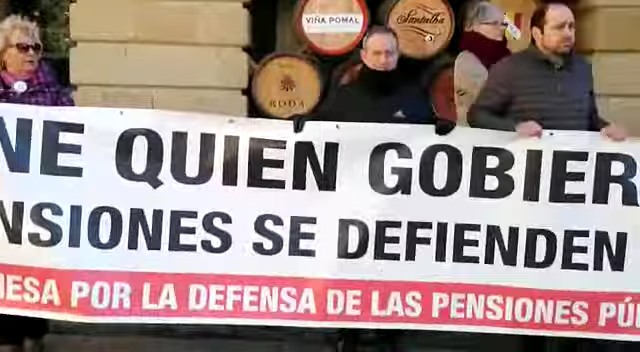 VIÑA POMAL
Santalba
RODA
NE QUIEN GOBIER
NSIONES SE DEFIENDEN
MESA POR LA DEFENSA DE LAS PENSIONES PÚ